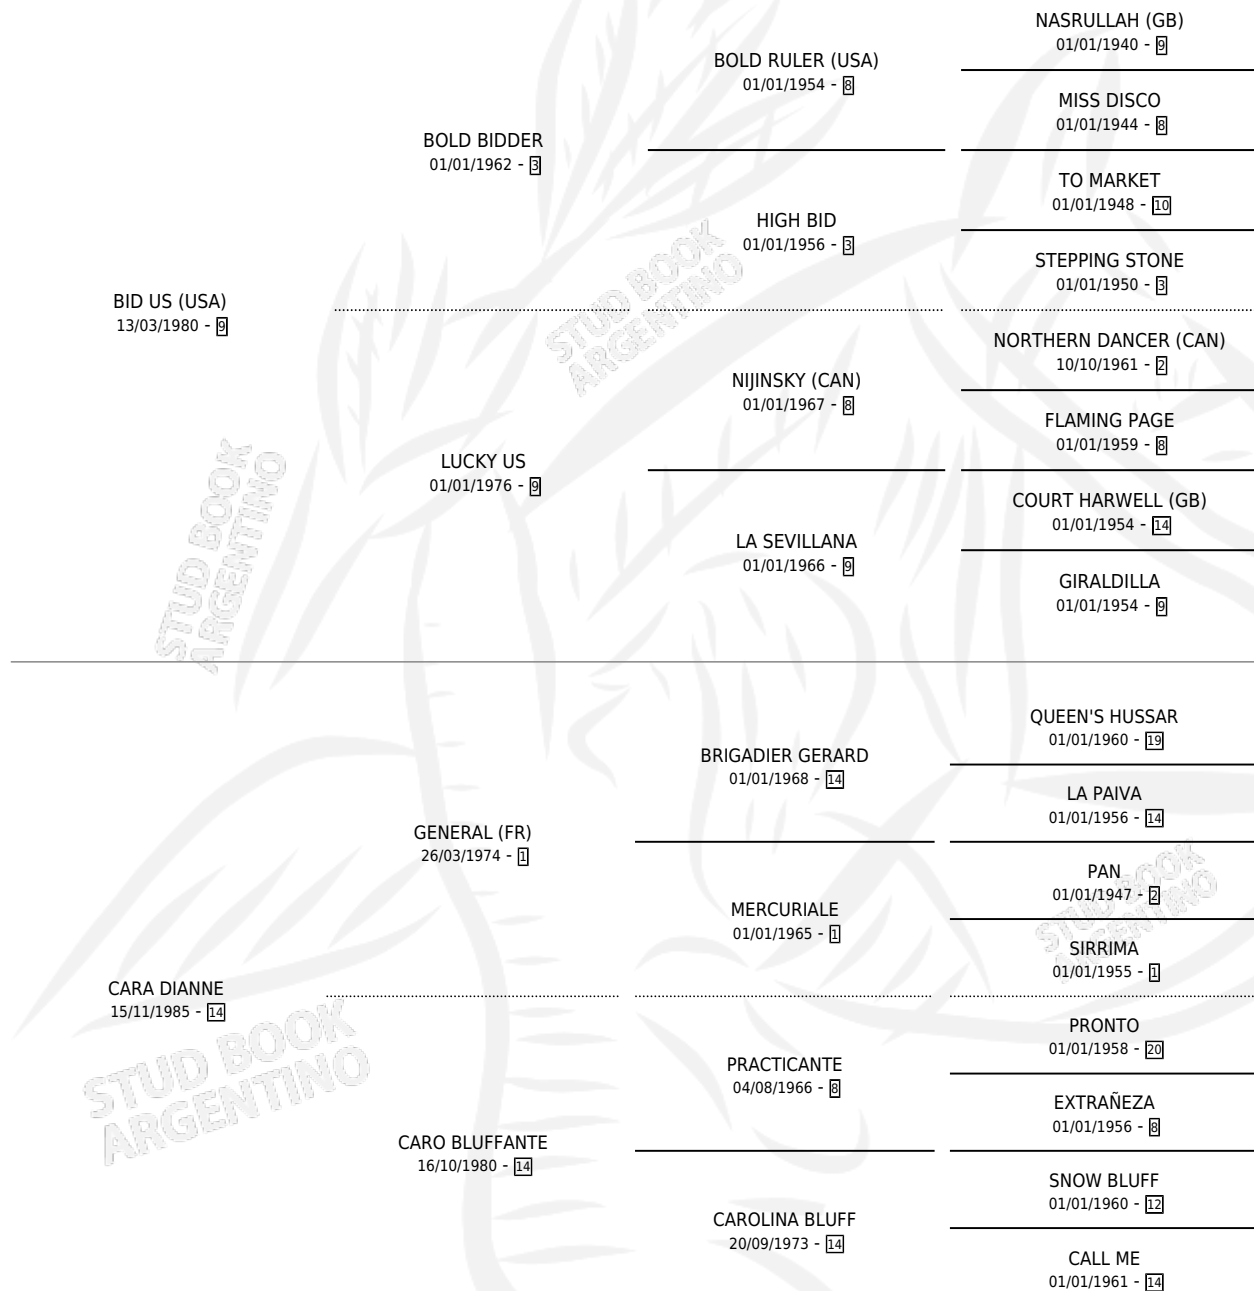 NASRULLAH (GB)
01/01/1940 - 9
BOLD RULER (USA)
01/01/1954 - 8
MISS DISCO
01/01/1944 - 8
BOLD BIDDER
01/01/1962 - 3
TO MARKET
01/01/1948 - 10
HIGH BID
01/01/1956 - 3
STEPPING STONE
01/01/1950 - 3
BID US (USA)
13/03/1980 - 9
NORTHERN DANCER (CAN)
10/10/1961 - 2
NIJINSKY (CAN)
01/01/1967 - 8
FLAMING PAGE
01/01/1959 - 8
LUCKY US
01/01/1976 - 9
COURT HARWELL (GB)
01/01/1954 - 14
LA SEVILLANA
01/01/1966 - 9
GIRALDILLA
01/01/1954 - 9
STUD BOOK
ARGENTINO
STUD BOOK
ARGENTINO
QUEEN'S HUSSAR
01/01/1960 - 19
BRIGADIER GERARD
01/01/1968 - 14
LA PAIVA
01/01/1956 - 14
GENERAL (FR)
26/03/1974 - 1
PAN
01/01/1947 - 2
MERCURIALE
01/01/1965 - 1
SIRRIMA
01/01/1955 - 1
CARA DIANNE
15/11/1985 - 14
PRONTO
01/01/1958 - 20
PRACTICANTE
04/08/1966 - 8
EXTRAÑEZA
01/01/1956 - 8
CARO BLUFFANTE
16/10/1980 - 14
SNOW BLUFF
01/01/1960 - 12
CAROLINA BLUFF
20/09/1973 - 14
CALL ME
01/01/1961 - 14
STUD BOOK
ARGENTINO
STUD BOOK
ARGENTINO